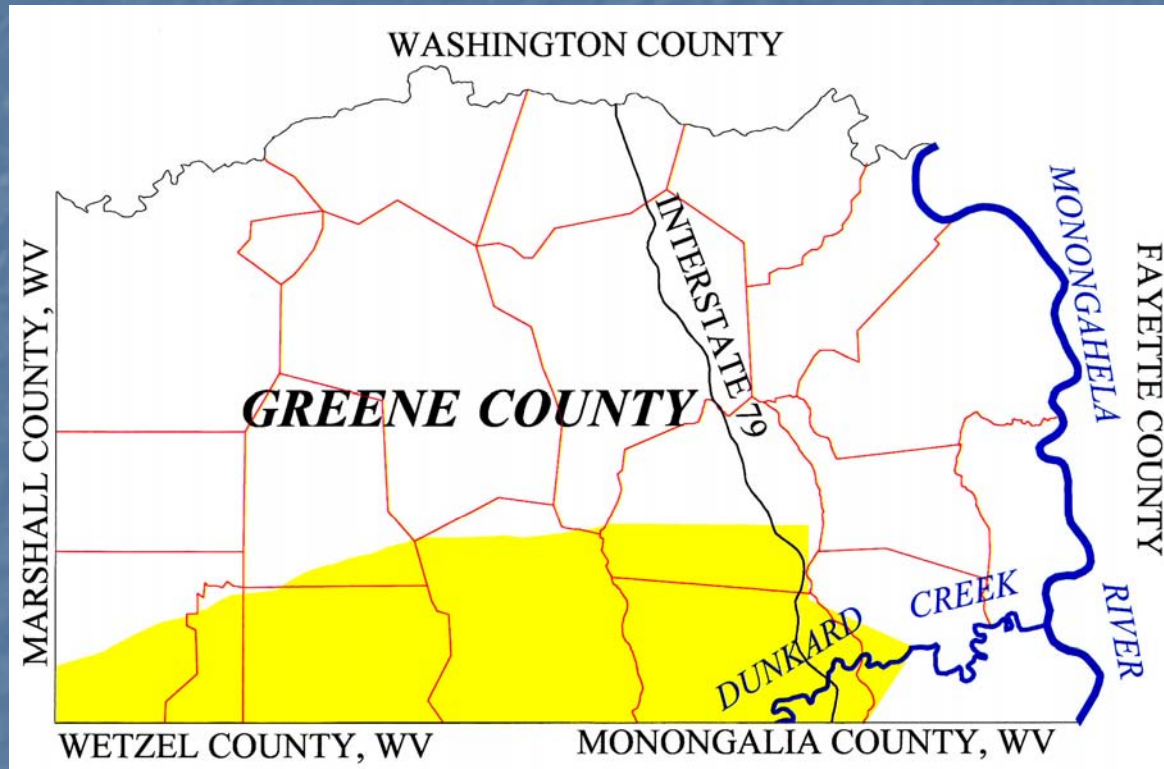 WASHINGTON COUNTY
MARSHALL COUNTY, WV
INTERSTATE 79
MONONGAHELA
RIVER
FAYETTE COUNTY
GREENE COUNTY
DUNKARD
CREEK
WETZEL COUNTY, WV
MONONGALIA COUNTY, WV